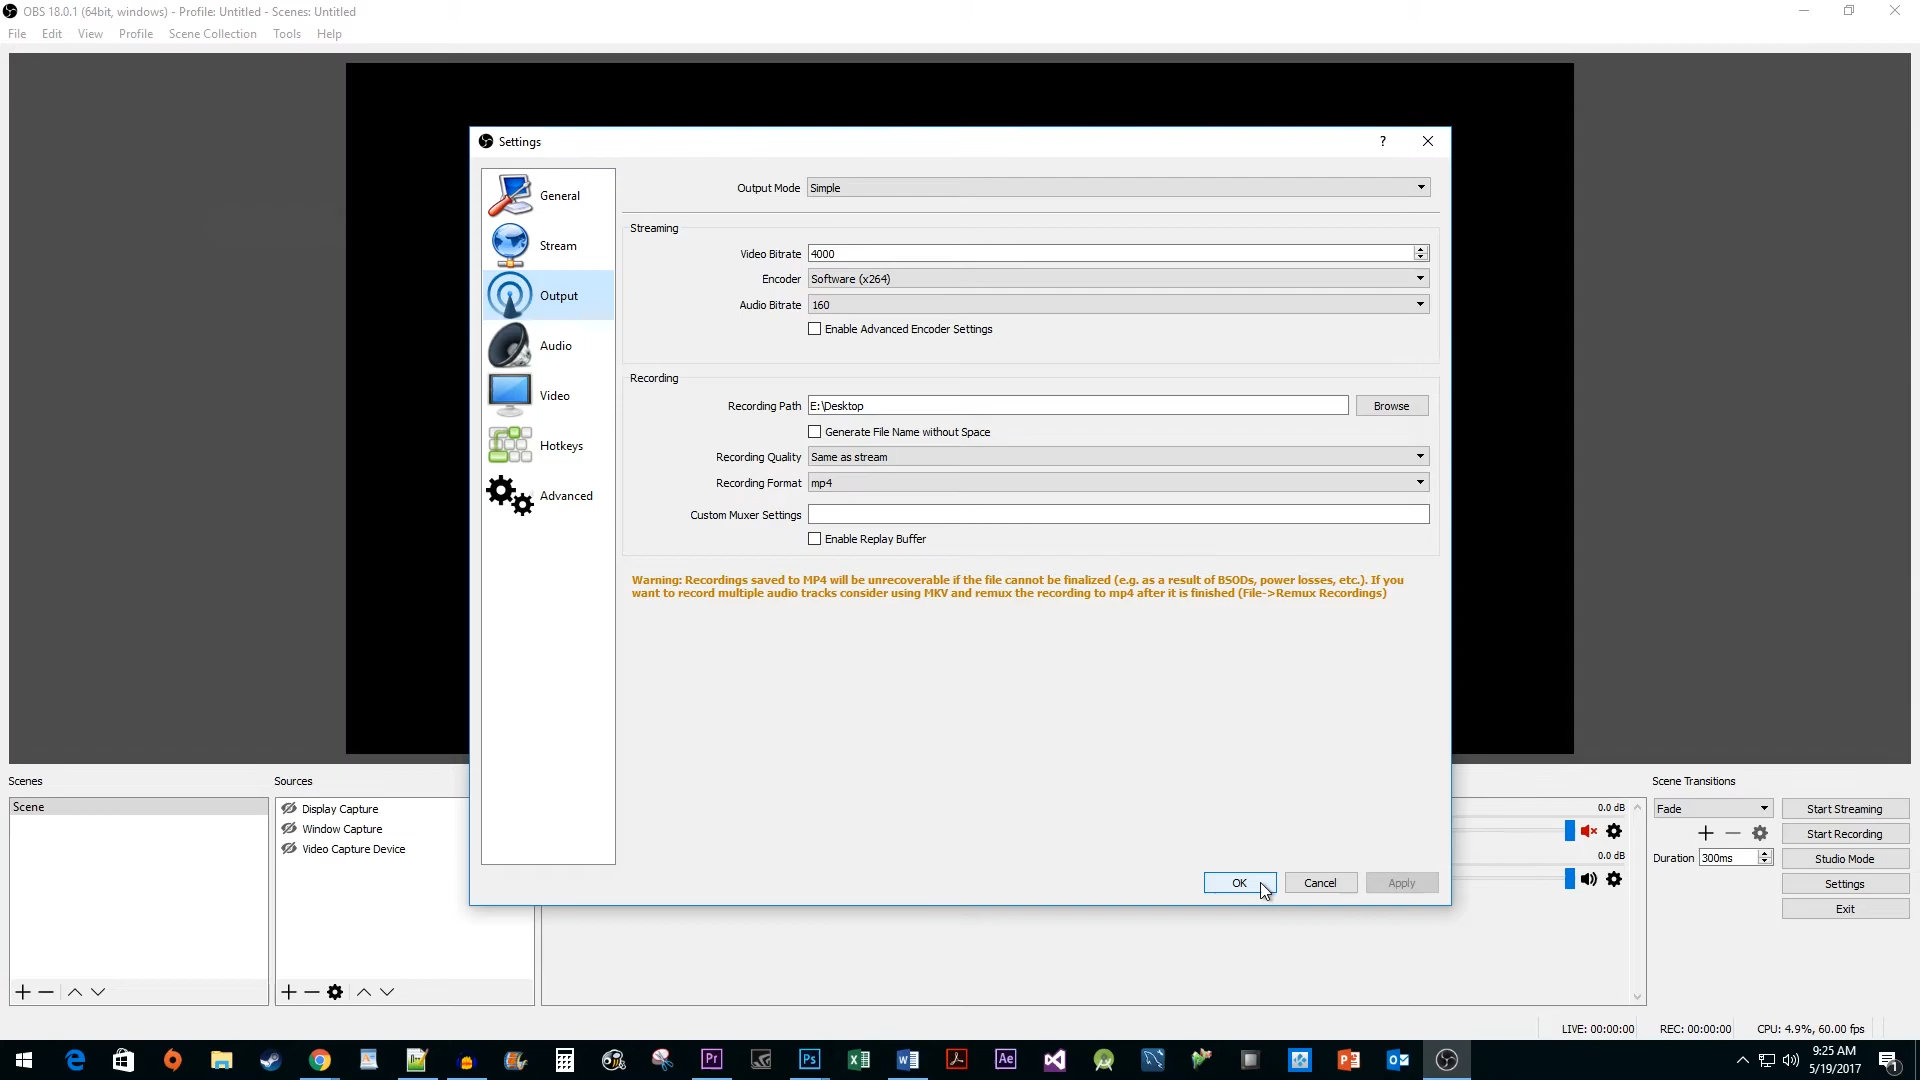 OBS 18.0.1 (64bit, windows) - Profile: Untitled - Scenes: Untitled
File Edit View Profile Scene Collection Tools Help
Settings
?
General
Stream
Output
Audio
Video
Hotkeys
Advanced
Output Mode Simple
Streaming
Video Bitrate 4000
Encoder Software (x264)
Audio Bitrate 160
Enable Advanced Encoder Settings
Recording
Recording Path E:\Desktop Browse
Generate File Name without Space
Recording Quality Same as stream
Recording Format mp4
Custom Muxer Settings
Enable Replay Buffer
Warning: Recordings saved to MP4 will be unrecoverable if the file cannot be finalized (e.g. as a result of BSODs, power losses, etc.). If you
want to record multiple audio tracks consider using MKV and remux the recording to mp4 after it is finished (File->Remux Recordings)
OK Cancel Apply
Scenes
Scene
Sources
Display Capture
Window Capture
Video Capture Device
0.0 dB
0.0 dB
Scene Transitions
Fade
Duration 300ms
Start Streaming
Start Recording
Studio Mode
Settings
Exit
LIVE: 00:00:00 REC: 00:00:00 CPU: 4.9%, 60.00 fps
Pr Ps Ae
9:25 AM
5/19/2017
1